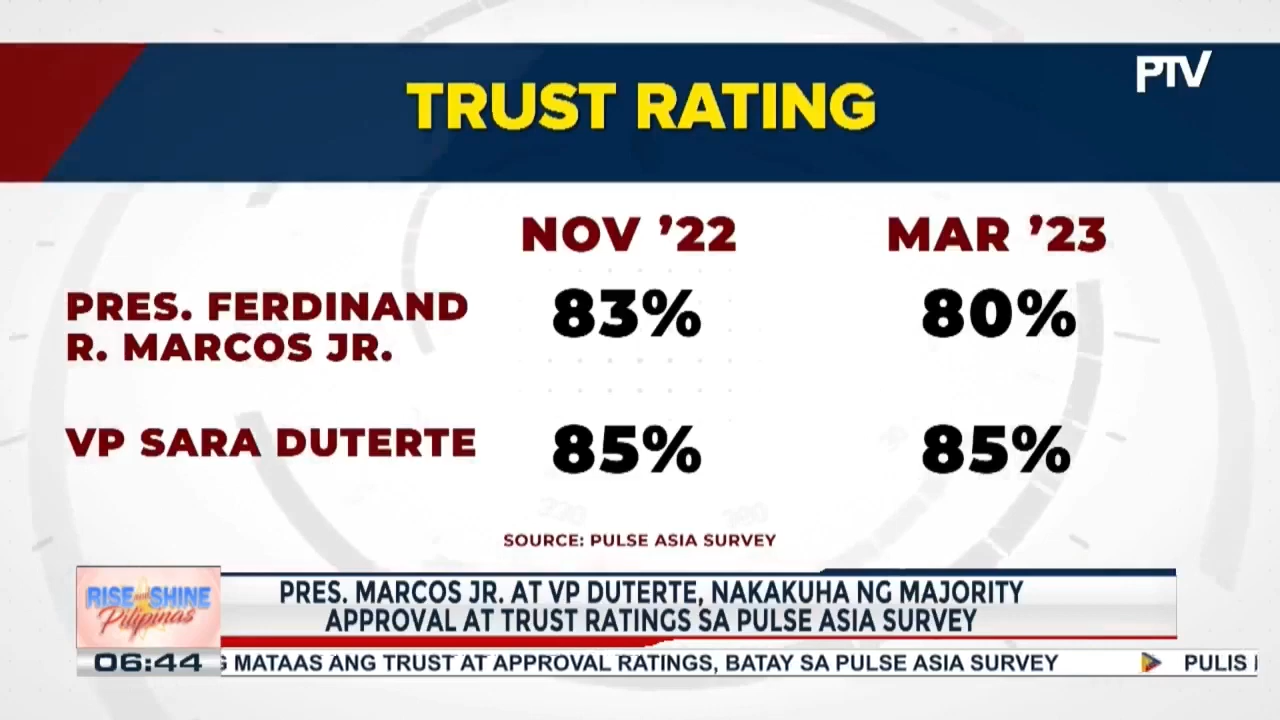 PTV
TRUST RATING
NOV ’22 MAR ’23
PRES. FERDINAND
R. MARCOS JR. 83% 80%
VP SARA DUTERTE 85% 85%
SOURCE: PULSE ASIA SURVEY
RISE and SHINE
Pilipinas
PRES. MARCOS JR. AT VP DUTERTE, NAKAKUHA NG MAJORITY
APPROVAL AT TRUST RATINGS SA PULSE ASIA SURVEY
06:44 MATAAS ANG TRUST AT APPROVAL RATINGS, BATAY SA PULSE ASIA SURVEY PULIS